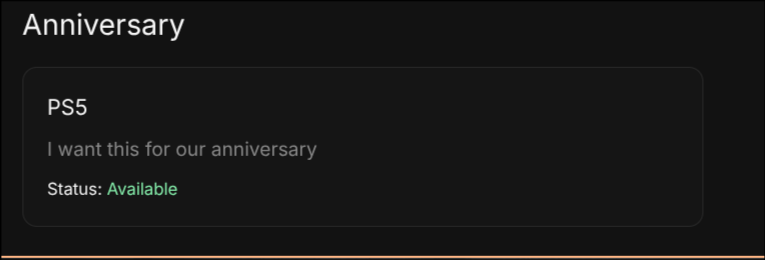 Anniversary
PS5
I want this for our anniversary
Status: Available